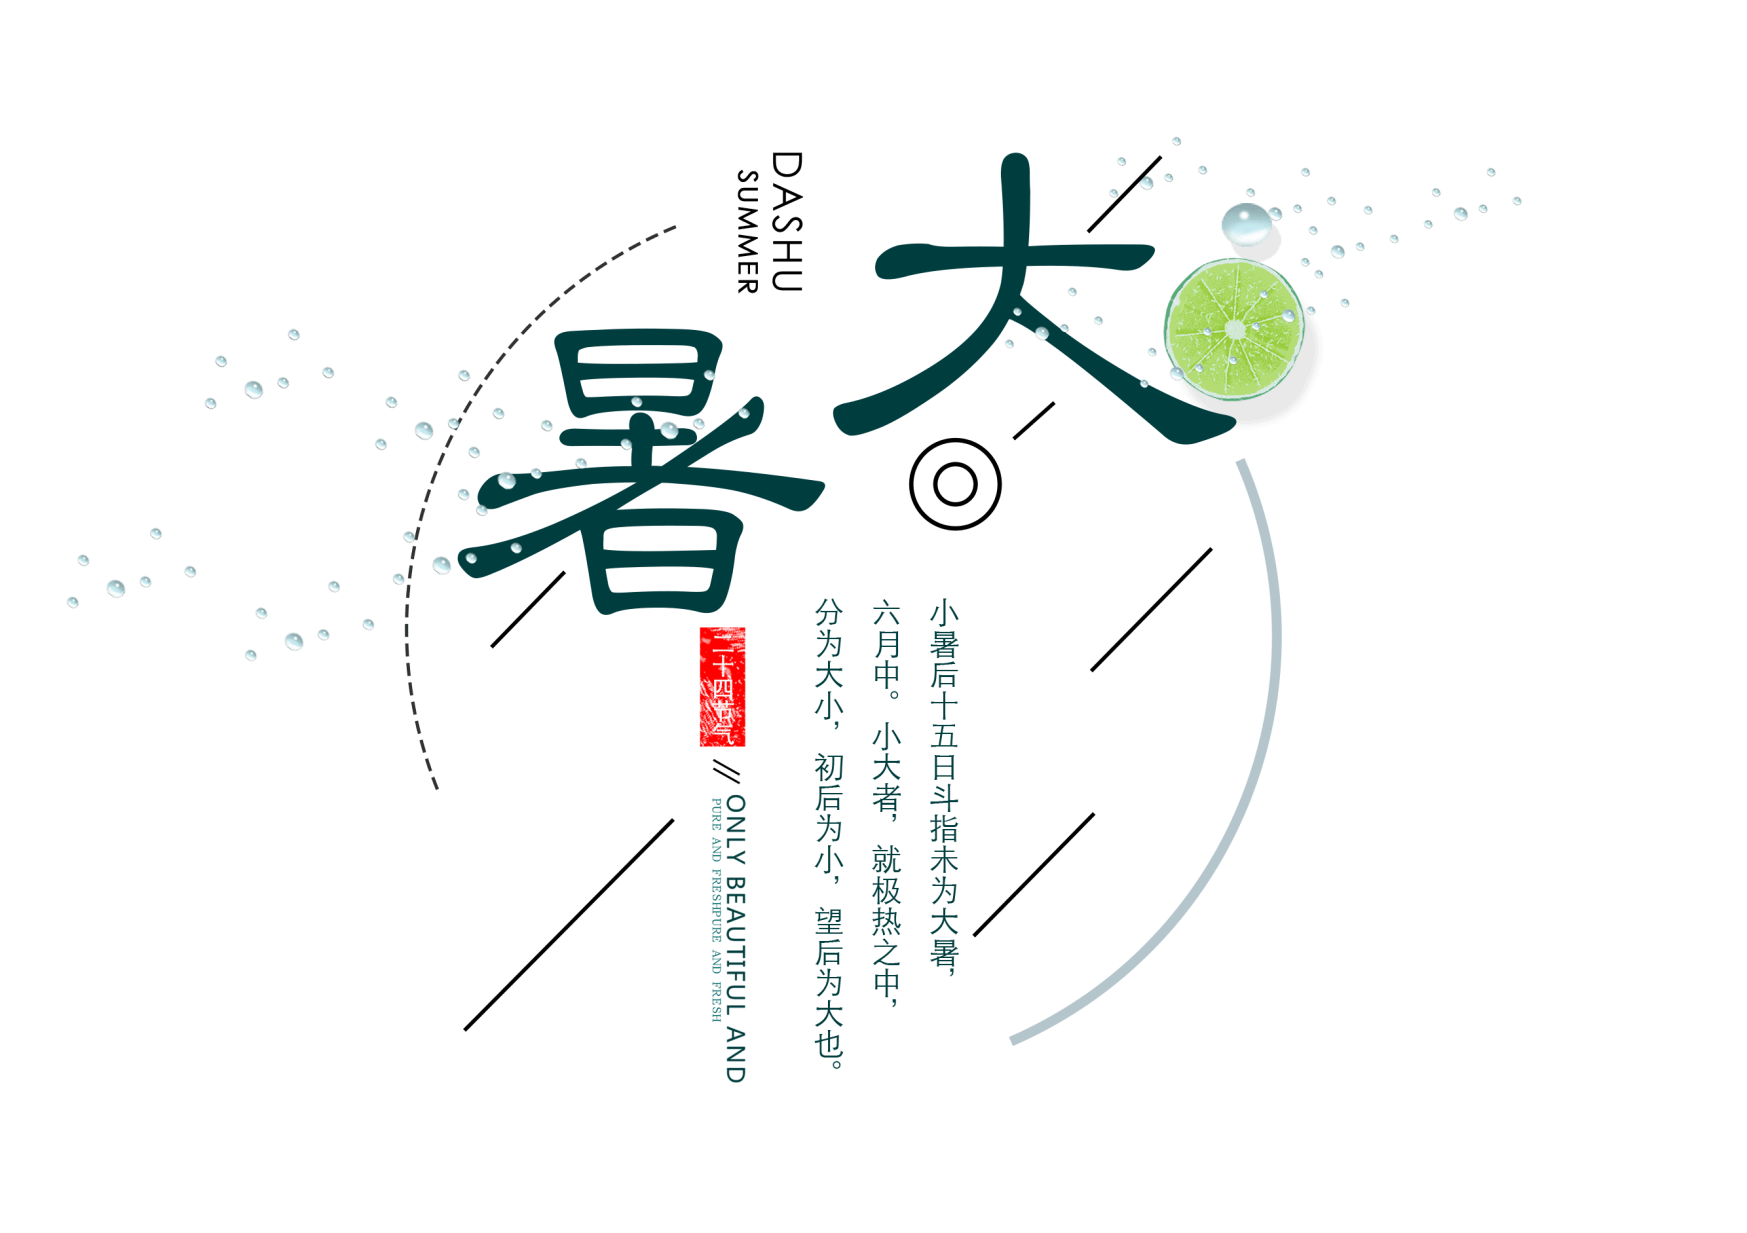 大暑
DASHU
SUMMER
小暑后十五日斗指未为大暑，
六月中。小大者，就极热之中，
分为大小，初后为小，望后为大也。
二十四节气
//ONLY BEAUTIFUL AND
PURE AND FRESHPURE AND FRESH